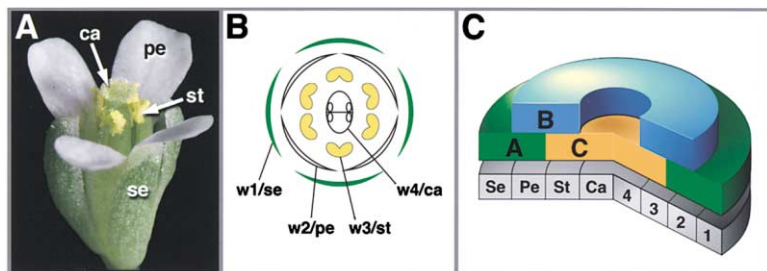 A
ca
pe
st
se
B
w1/se
w4/ca
w2/pe
w3/st
C
B
A
C
Se Pe St Ca 4 3 2 1